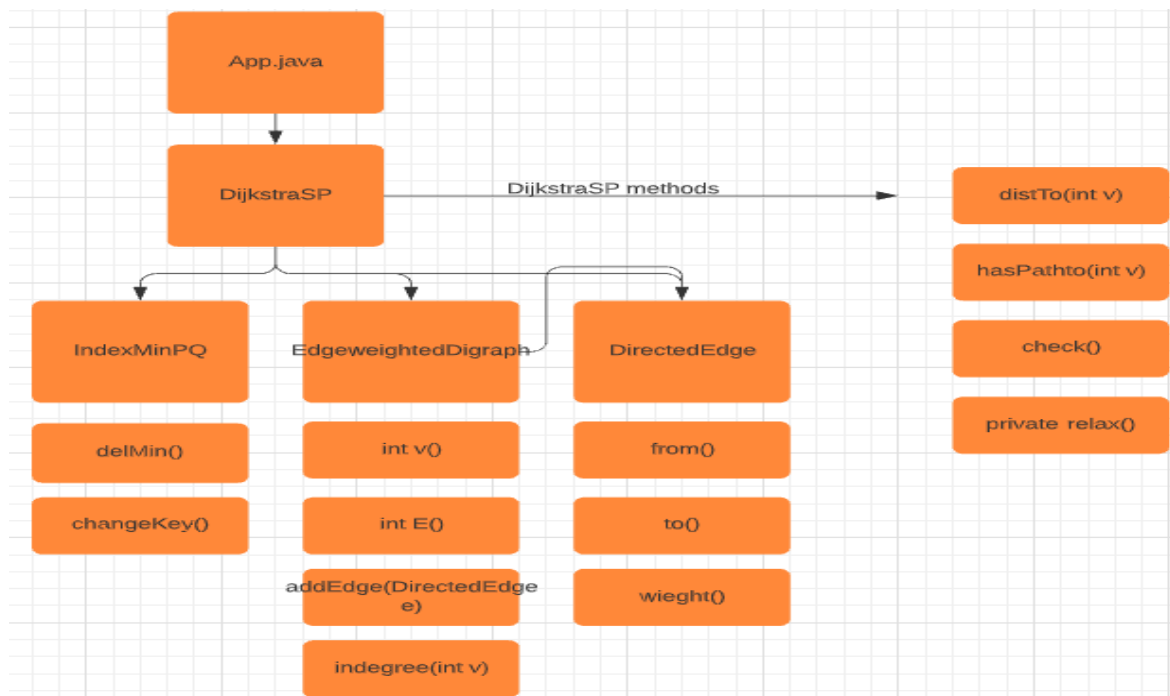 App.java
DijkstraSP
DijkstraSP methods
distTo(int v)
hasPathto(int v)
check()
private relax()
IndexMinPQ
EdgeweightedDigraph
DirectedEdge
delMin()
int v()
from()
changeKey()
int E()
to()
addEdge(DirectedEdge
e)
wieght()
indegree(int v)